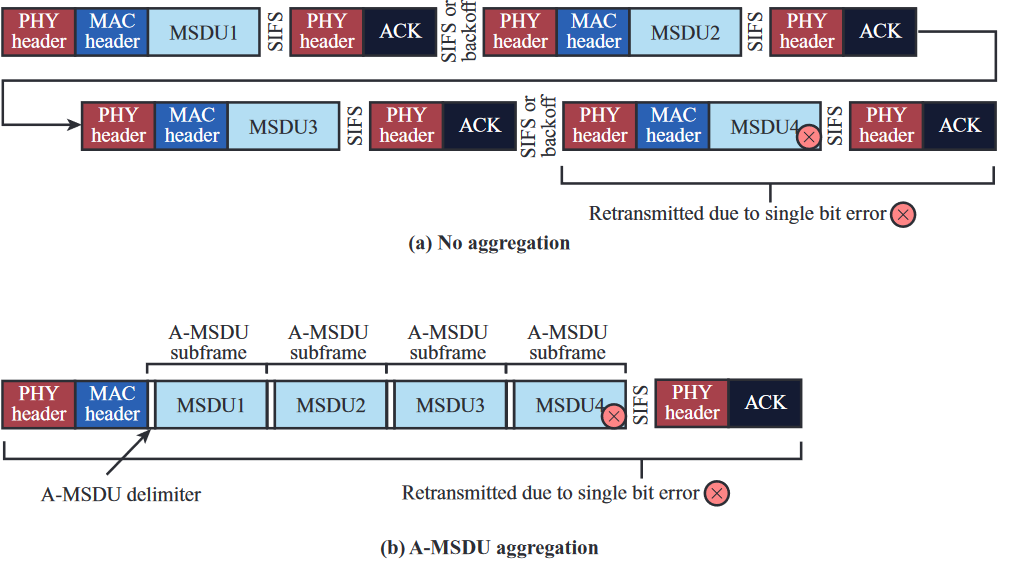 PHY
header
MAC
header
MSDU1
SIFS
PHY
header
ACK
SIFS or
backoff
PHY
header
MAC
header
MSDU2
SIFS
PHY
header
ACK
PHY
header
MAC
header
MSDU3
SIFS
PHY
header
ACK
SIFS or
backoff
PHY
header
MAC
header
MSDU4
SIFS
PHY
header
ACK
Retransmitted due to single bit error
(a) No aggregation
A-MSDU
subframe
A-MSDU
subframe
A-MSDU
subframe
A-MSDU
subframe
PHY
header
MAC
header
MSDU1
MSDU2
MSDU3
MSDU4
SIFS
PHY
header
ACK
A-MSDU delimiter
Retransmitted due to single bit error
(b) A-MSDU aggregation